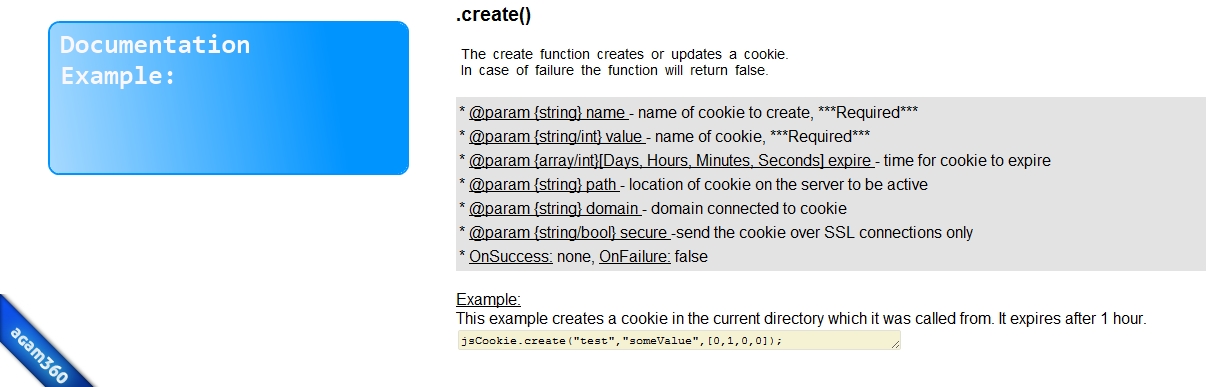 Documentation
Example:
.create()
The create function creates or updates a cookie.
In case of failure the function will return false.
* @param {string} name - name of cookie to create, ***Required***
* @param {string/int} value - name of cookie, ***Required***
* @param {array/int}[Days, Hours, Minutes, Seconds] expire - time for cookie to expire
* @param {string} path - location of cookie on the server to be active
* @param {string} domain - domain connected to cookie
* @param {string/bool} secure -send the cookie over SSL connections only
* OnSuccess: none, OnFailure: false
Example:
This example creates a cookie in the current directory which it was called from. It expires after 1 hour.
jsCookie.create("test","someValue",[0,1,0,0]);
agam360